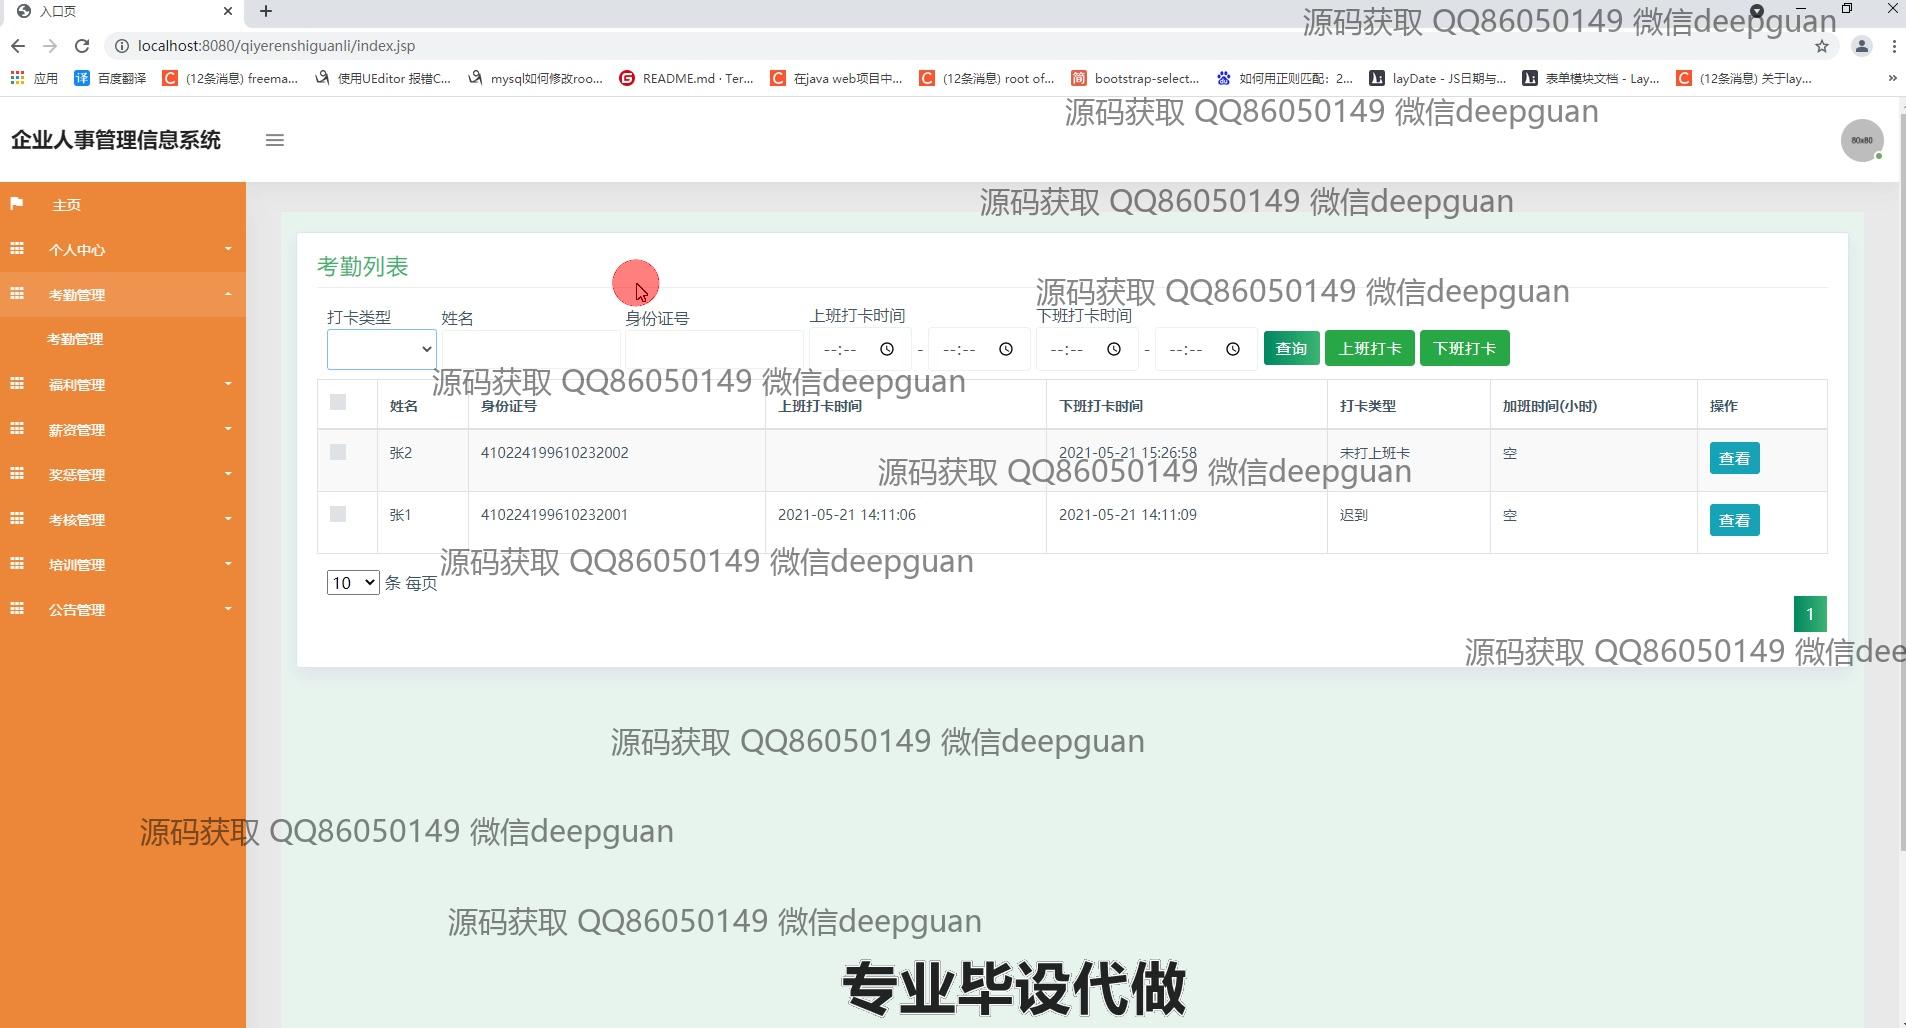 入口页
源码获取 QQ86050149 微信deepguan
localhost:8080/qiyerenshiguanli/index.jsp
应用 百度翻译 (12条消息) freema... 使用UEditor 报错C... mysql如何修改roo... README.md · Ter... 在java web项目中... (12条消息) root of... bootstrap-select... 如何用正则匹配：2... layDate - JS日期与... 表单模块文档 - Lay... (12条消息) 关于lay...
源码获取 QQ86050149 微信deepguan
企业人事管理信息系统
80x80
源码获取 QQ86050149 微信deepguan
主页
个人中心
考勤管理
考勤管理
福利管理
薪资管理
奖惩管理
考核管理
培训管理
公告管理
考勤列表
源码获取 QQ86050149 微信deepguan
打卡类型 姓名 身份证号 上班打卡时间 下班打卡时间
--:-- - --:-- --:-- - --:-- 查询 上班打卡 下班打卡
源码获取 QQ86050149 微信deepguan
姓名 身份证号 上班打卡时间 下班打卡时间 打卡类型 加班时间(小时) 操作
张2 410224199610232002 2021-05-21 15:26:58 未打上班卡 空 查看
源码获取 QQ86050149 微信deepguan
张1 410224199610232001 2021-05-21 14:11:06 2021-05-21 14:11:09 迟到 空 查看
源码获取 QQ86050149 微信deepguan
10 条 每页
1
源码获取 QQ86050149 微信dee
源码获取 QQ86050149 微信deepguan
源码获取 QQ86050149 微信deepguan
源码获取 QQ86050149 微信deepguan
专业毕设代做